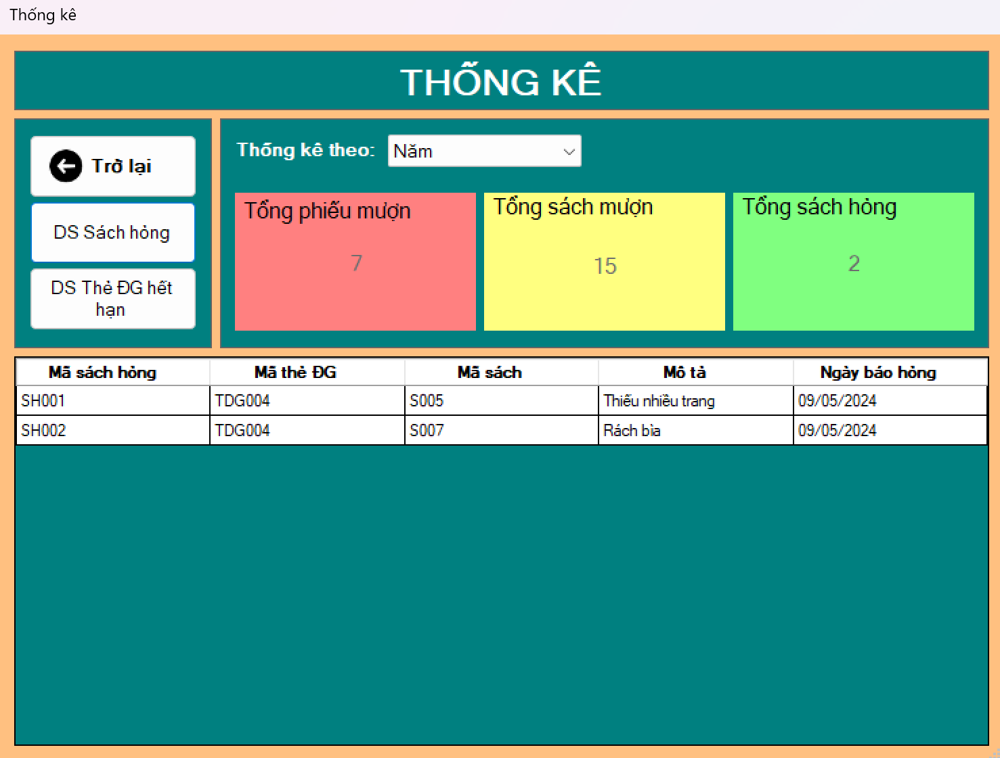 Thống kê
THỐNG KÊ
Trở lại
DS Sách hỏng
DS Thẻ ĐG hết
hạn
Thống kê theo: Năm
Tổng phiếu mượn
7
Tổng sách mượn
15
Tổng sách hỏng
2
Mã sách hỏng Mã thẻ ĐG Mã sách Mô tả Ngày báo hỏng
SH001 TDG004 S005 Thiếu nhiều trang 09/05/2024
SH002 TDG004 S007 Rách bìa 09/05/2024